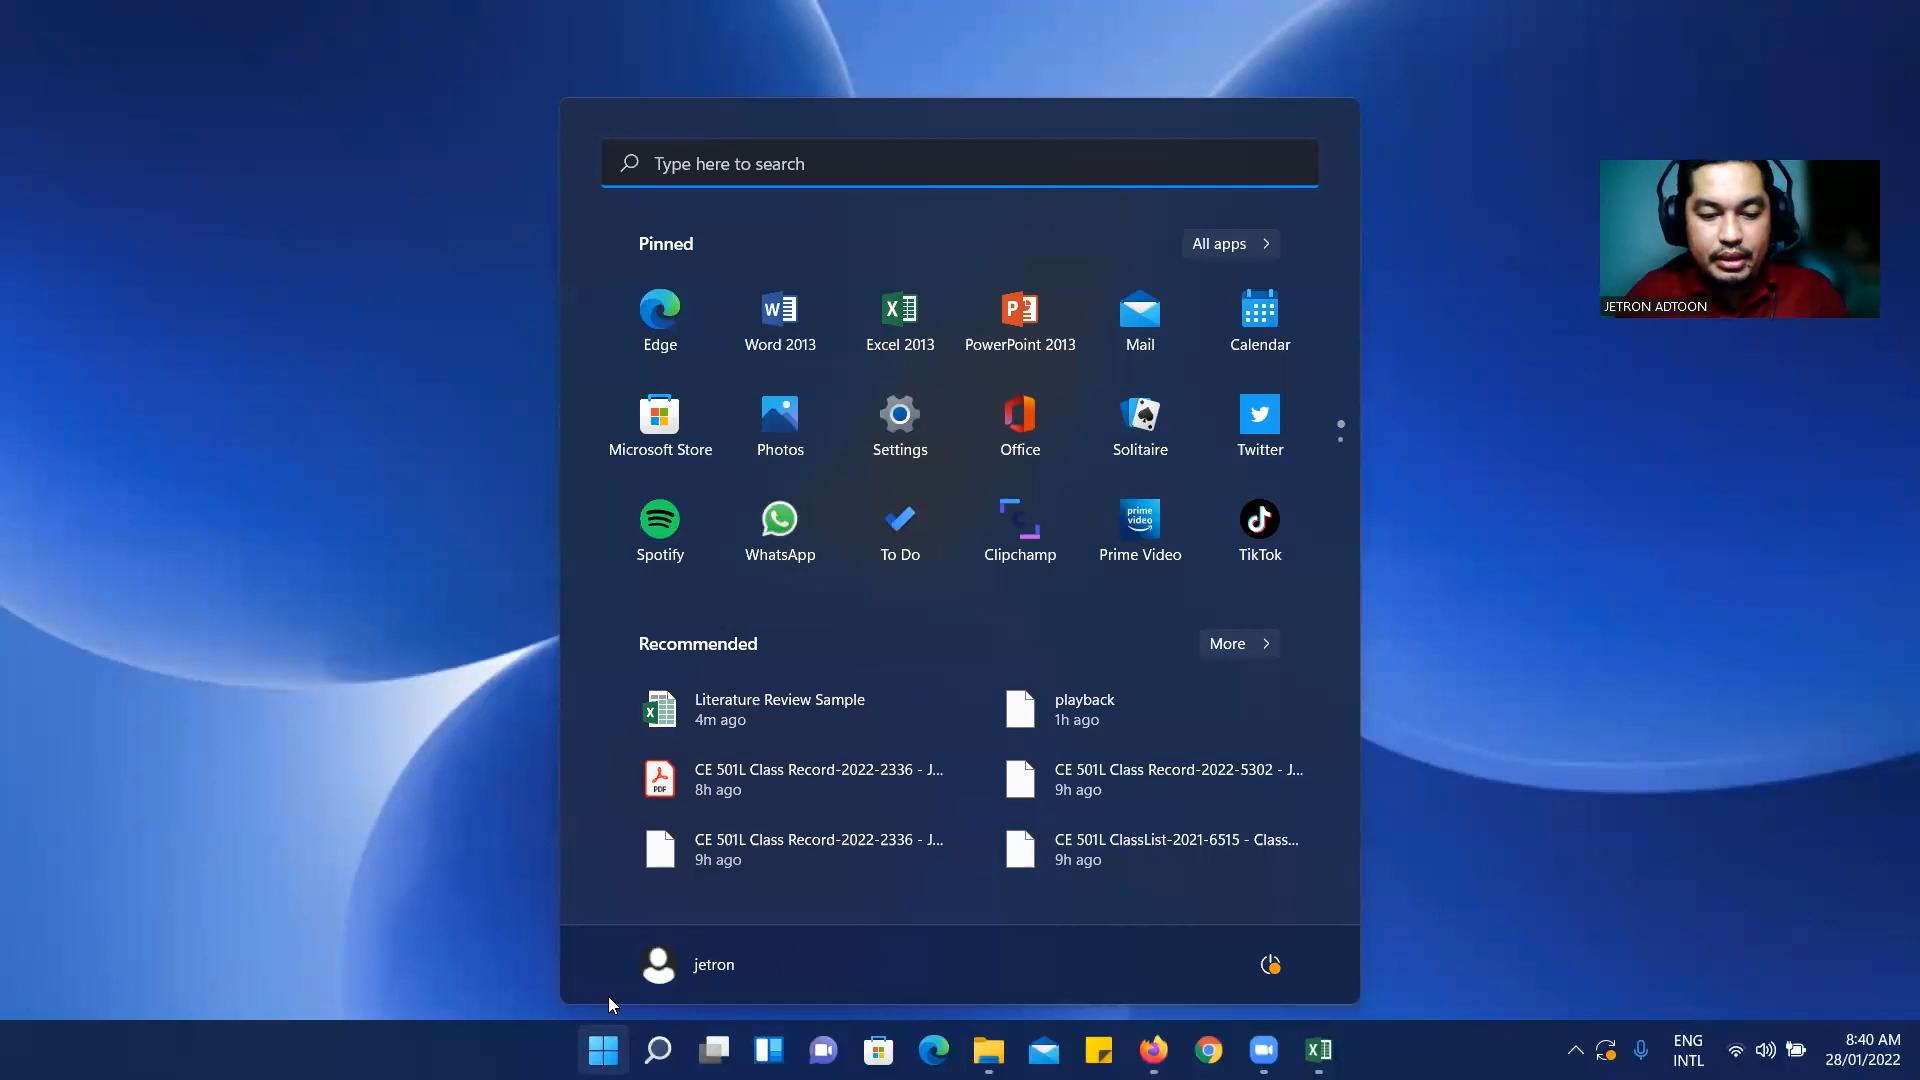 Type here to search
Pinned
All apps
Edge
Word 2013
Excel 2013
PowerPoint 2013
Mail
Calendar
Microsoft Store
Photos
Settings
Office
Solitaire
Twitter
prime video
Spotify
WhatsApp
To Do
Clipchamp
Prime Video
TikTok
Recommended
More
Literature Review Sample
4m ago
playback
1h ago
PDF
CE 501L Class Record-2022-2336 - J...
8h ago
CE 501L Class Record-2022-5302 - J...
9h ago
CE 501L Class Record-2022-2336 - J...
9h ago
CE 501L ClassList-2021-6515 - Class...
9h ago
jetron
JETRON ADTOON
ENG
INTL
8:40 AM
28/01/2022